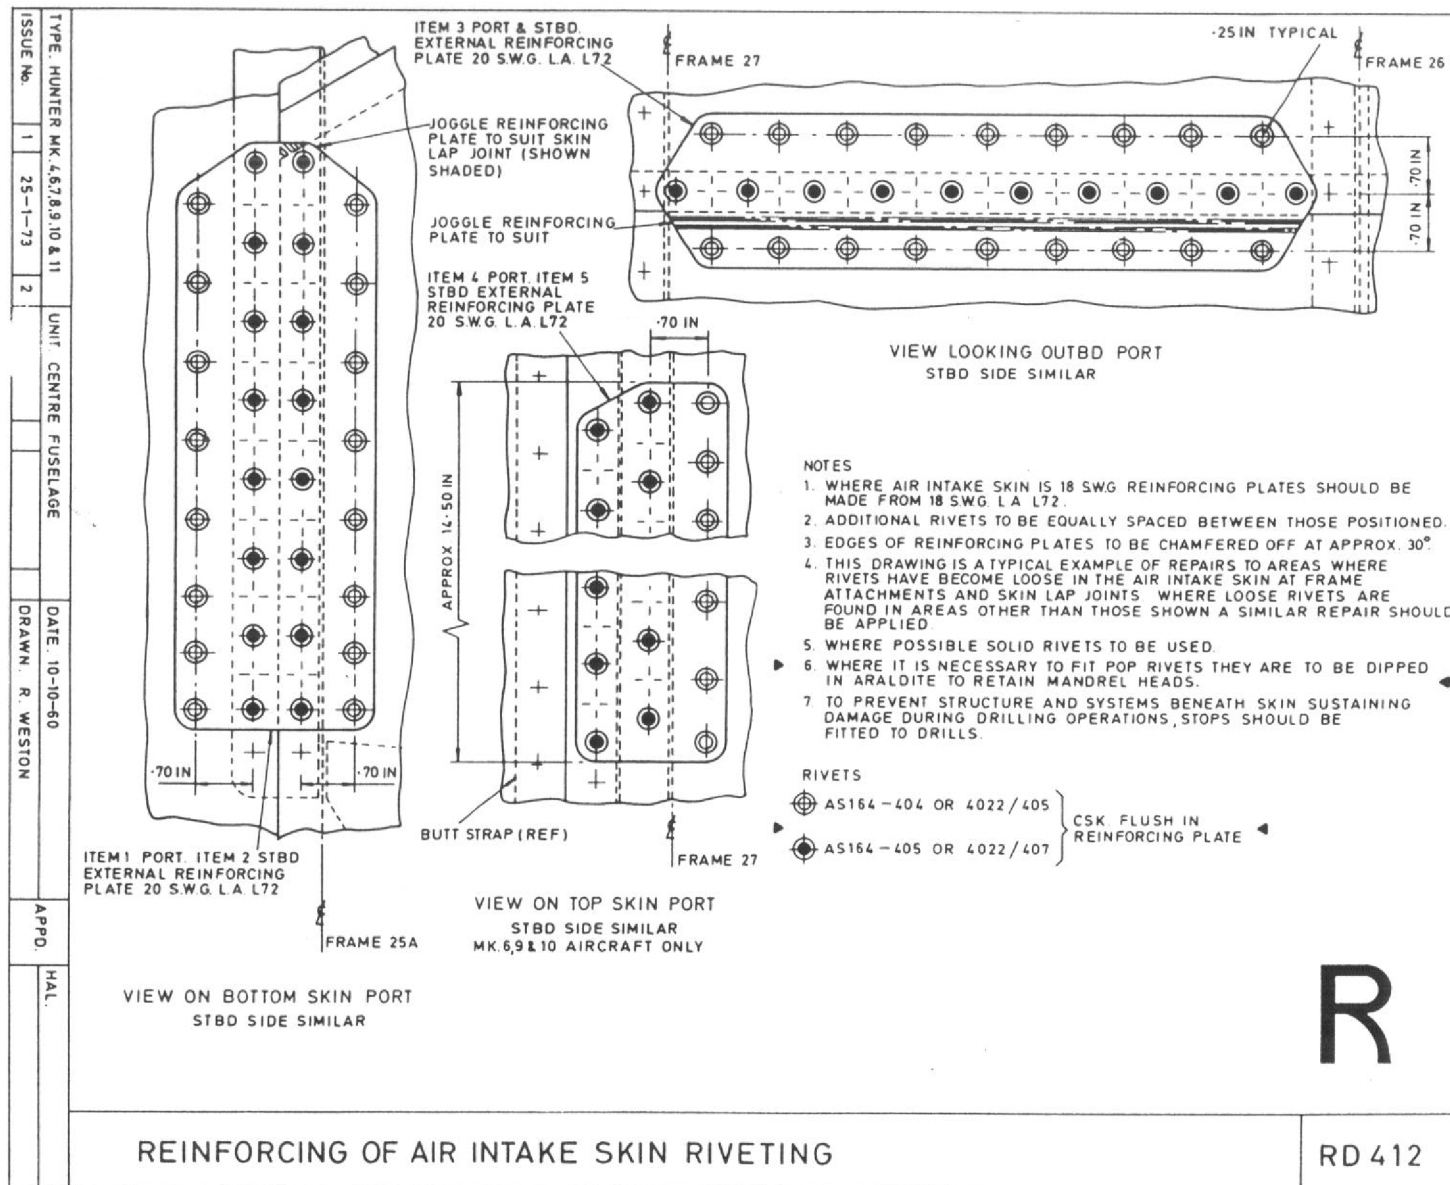 ITEM 3 PORT & STBD.
EXTERNAL REINFORCING
PLATE 20 S.W.G. L.A. L72
FRAME 27
·25 IN TYPICAL
FRAME 26
JOGGLE REINFORCING
PLATE TO SUIT SKIN
LAP JOINT (SHOWN
SHADED)
JOGGLE REINFORCING
PLATE TO SUIT
·70 IN
·70 IN
ITEM 4 PORT. ITEM 5
STBD EXTERNAL
REINFORCING PLATE
20 S.W.G. L.A. L72
·70 IN
VIEW LOOKING OUTBD PORT
STBD SIDE SIMILAR
APPROX 14·50 IN
NOTES
1. WHERE AIR INTAKE SKIN IS 18 S.W.G REINFORCING PLATES SHOULD BE
MADE FROM 18 S.W.G. L.A L72.
2. ADDITIONAL RIVETS TO BE EQUALLY SPACED BETWEEN THOSE POSITIONED.
3. EDGES OF REINFORCING PLATES TO BE CHAMFERED OFF AT APPROX. 30°.
4. THIS DRAWING IS A TYPICAL EXAMPLE OF REPAIRS TO AREAS WHERE
RIVETS HAVE BECOME LOOSE IN THE AIR INTAKE SKIN AT FRAME
ATTACHMENTS AND SKIN LAP JOINTS. WHERE LOOSE RIVETS ARE
FOUND IN AREAS OTHER THAN THOSE SHOWN A SIMILAR REPAIR SHOULD
BE APPLIED.
5. WHERE POSSIBLE SOLID RIVETS TO BE USED.
6. WHERE IT IS NECESSARY TO FIT POP RIVETS THEY ARE TO BE DIPPED
IN ARALDITE TO RETAIN MANDREL HEADS.
7. TO PREVENT STRUCTURE AND SYSTEMS BENEATH SKIN SUSTAINING
DAMAGE DURING DRILLING OPERATIONS, STOPS SHOULD BE
FITTED TO DRILLS.
RIVETS
AS164-404 OR 4022/405
AS164-405 OR 4022/407
CSK. FLUSH IN
REINFORCING PLATE
·70 IN
·70 IN
BUTT STRAP (REF)
FRAME 27
ITEM 1 PORT. ITEM 2 STBD
EXTERNAL REINFORCING
PLATE 20 S.W.G. L.A. L72
FRAME 25A
VIEW ON TOP SKIN PORT
STBD SIDE SIMILAR
MK.6,9 & 10 AIRCRAFT ONLY
VIEW ON BOTTOM SKIN PORT
STBD SIDE SIMILAR
TYPE. HUNTER MK. 4,6,7,8,9,10 & 11
UNIT. CENTRE FUSELAGE
DATE. 10-10-60
HAL.
ISSUE No.
1
25-1-73
2
DRAWN. R. WESTON
APPD.
R
REINFORCING OF AIR INTAKE SKIN RIVETING
RD 412